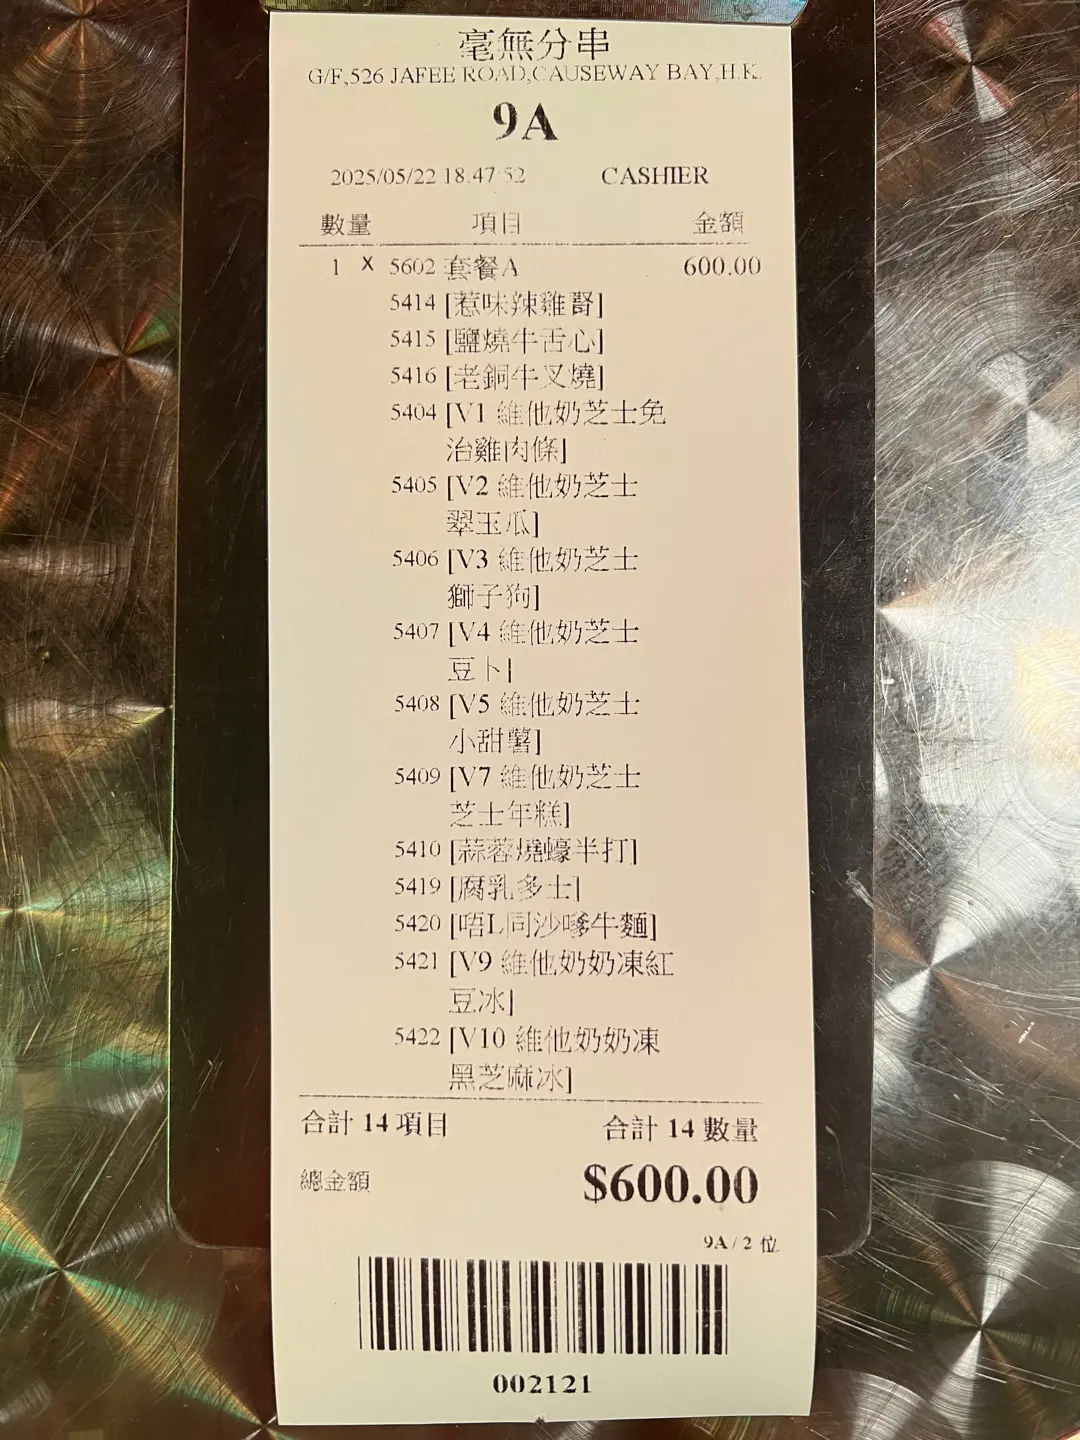 毫無分串
G/F,526 JAFEE ROAD,CAUSEWAY BAY,H.K.
9A
2025/05/22 18:47:52 CASHIER
數量 項目 金額
1 X 5602 套餐A 600.00
5414 [惹味辣雞腎]
5415 [鹽燒牛舌心]
5416 [老銅牛叉燒]
5404 [V1 維他奶芝士免
治雞肉條]
5405 [V2 維他奶芝士
翠玉瓜]
5406 [V3 維他奶芝士
獅子狗]
5407 [V4 維他奶芝士
豆卜]
5408 [V5 維他奶芝士
小甜薯]
5409 [V7 維他奶芝士
芝士年糕]
5410 [蒜蓉燒蠔半打]
5419 [腐乳多士]
5420 [唔L同沙嗲牛麵]
5421 [V9 維他奶奶凍紅
豆冰]
5422 [V10 維他奶奶凍
黑芝麻冰]
合計 14 項目 合計 14 數量
總金額 $600.00
9A / 2 位
002121